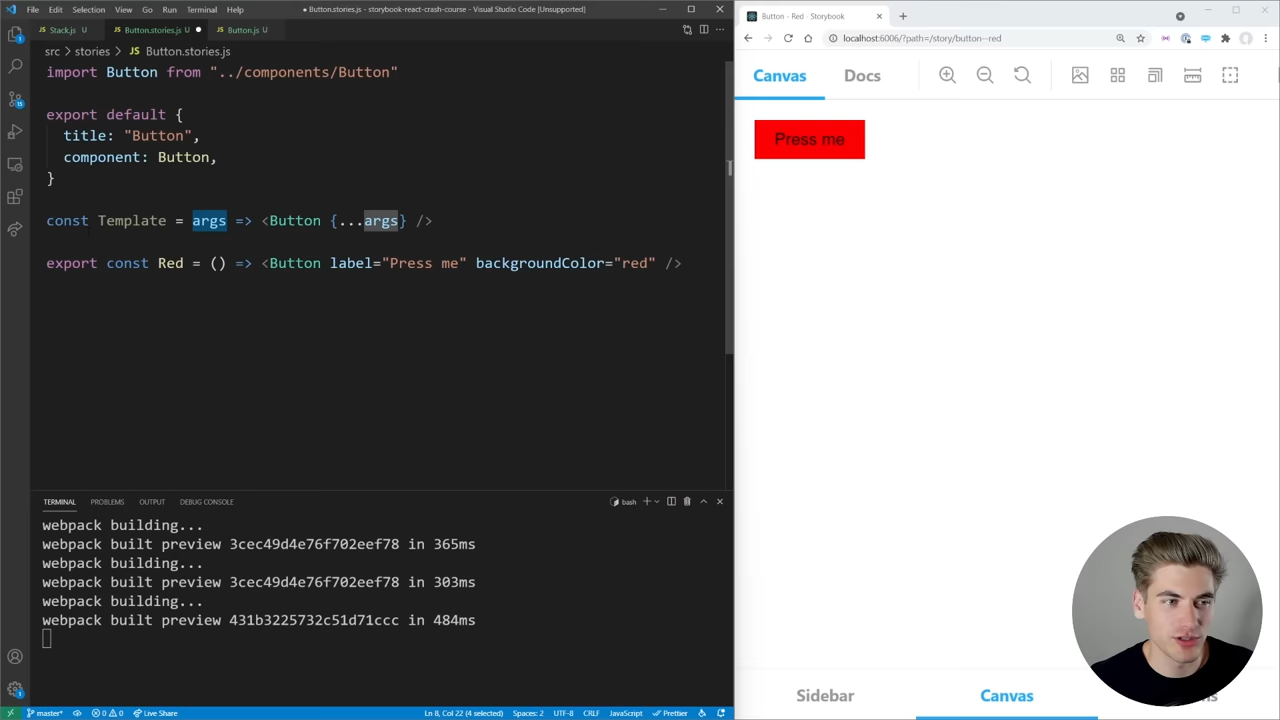 File Edit Selection View Go Run Terminal Help
● Button.stories.js - storybook-react-crash-course - Visual Studio Code [Unsupported]
JS Stack.js U
JS Button.stories.js U ●
JS Button.js U
src > stories > JS Button.stories.js
import Button from "../components/Button"
export default {
title: "Button",
component: Button,
}
const Template = args => <Button {...args} />
export const Red = () => <Button label="Press me" backgroundColor="red" />
TERMINAL PROBLEMS OUTPUT DEBUG CONSOLE
bash
webpack building...
webpack built preview 3cec49d4e76f702eef78 in 365ms
webpack building...
webpack built preview 3cec49d4e76f702eef78 in 303ms
webpack building...
webpack built preview 431b3225732c51d71ccc in 484ms
master* 0 0 Live Share
Ln 8, Col 22 (4 selected) Spaces: 2 UTF-8 CRLF JavaScript Prettier
Button - Red · Storybook
localhost:6006/?path=/story/button--red
Canvas Docs
Press me
Sidebar Canvas